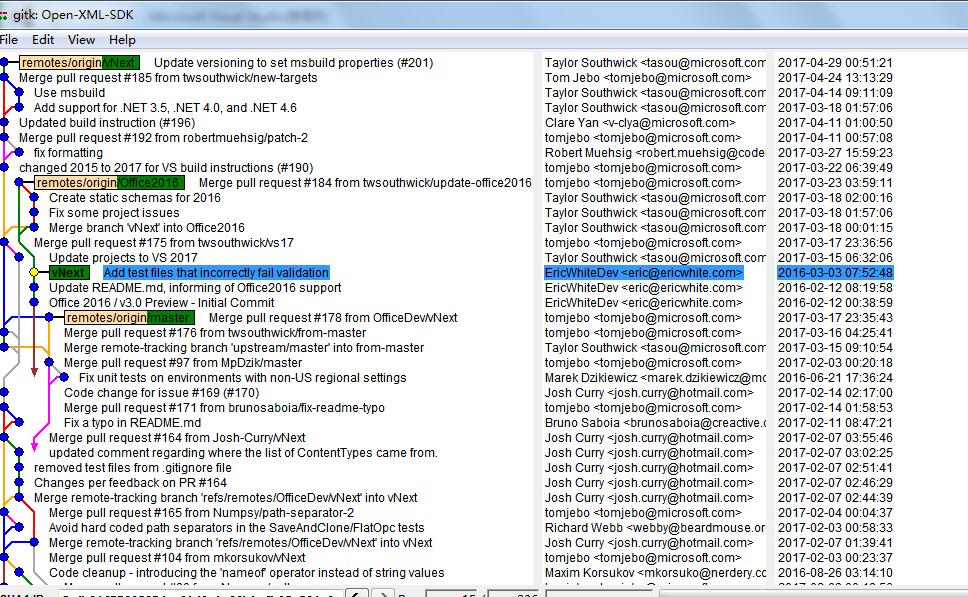 gitk: Open-XML-SDK
File Edit View Help
remotes/origin/vNext Update versioning to set msbuild properties (#201) Taylor Southwick <tasou@microsoft.com 2017-04-29 00:51:21
Merge pull request #185 from twsouthwick/new-targets Tom Jebo <tomjebo@microsoft.com> 2017-04-24 13:13:29
Use msbuild Taylor Southwick <tasou@microsoft.com 2017-04-14 09:11:09
Add support for .NET 3.5, .NET 4.0, and .NET 4.6 Taylor Southwick <tasou@microsoft.com 2017-03-18 01:57:06
Updated build instruction (#196) Clare Yan <v-clya@microsoft.com> 2017-04-11 01:00:50
Merge pull request #192 from robertmuehsig/patch-2 tomjebo <tomjebo@microsoft.com> 2017-04-11 00:57:08
fix formatting Robert Muehsig <robert.muehsig@code 2017-03-27 15:59:23
changed 2015 to 2017 for VS build instructions (#190) tomjebo <tomjebo@microsoft.com> 2017-03-22 06:39:49
remotes/origin/Office2016 Merge pull request #184 from twsouthwick/update-office2016 tomjebo <tomjebo@microsoft.com> 2017-03-23 03:59:11
Create static schemas for 2016 Taylor Southwick <tasou@microsoft.com 2017-03-18 02:00:16
Fix some project issues Taylor Southwick <tasou@microsoft.com 2017-03-18 01:57:06
Merge branch 'vNext' into Office2016 Taylor Southwick <tasou@microsoft.com 2017-03-18 00:01:15
Merge pull request #175 from twsouthwick/vs17 tomjebo <tomjebo@microsoft.com> 2017-03-17 23:36:56
Update projects to VS 2017 Taylor Southwick <tasou@microsoft.com 2017-03-15 06:32:06
vNext Add test files that incorrectly fail validation EricWhiteDev <eric@ericwhite.com> 2016-03-03 07:52:48
Update README.md, informing of Office2016 support EricWhiteDev <eric@ericwhite.com> 2016-02-12 08:19:58
Office 2016 / v3.0 Preview - Initial Commit EricWhiteDev <eric@ericwhite.com> 2016-02-12 00:38:59
remotes/origin/master Merge pull request #178 from OfficeDev/vNext tomjebo <tomjebo@microsoft.com> 2017-03-17 23:35:43
Merge pull request #176 from twsouthwick/from-master tomjebo <tomjebo@microsoft.com> 2017-03-16 04:25:41
Merge remote-tracking branch 'upstream/master' into from-master Taylor Southwick <tasou@microsoft.com 2017-03-15 09:10:54
Merge pull request #97 from MpDzik/master tomjebo <tomjebo@microsoft.com> 2017-02-03 00:20:18
Fix unit tests on environments with non-US regional settings Marek Dzikiewicz <marek.dzikiewicz@mc 2016-06-21 17:36:24
Code change for issue #169 (#170) Josh Curry <josh.curry@hotmail.com> 2017-02-14 02:17:00
Merge pull request #171 from brunosaboia/fix-readme-typo tomjebo <tomjebo@microsoft.com> 2017-02-14 01:58:53
Fix a typo in README.md Bruno Saboia <brunosaboia@creactive.c 2017-02-11 08:47:21
Merge pull request #164 from Josh-Curry/vNext Josh Curry <josh.curry@hotmail.com> 2017-02-07 03:55:46
updated comment regarding where the list of ContentTypes came from. Josh Curry <josh.curry@hotmail.com> 2017-02-07 03:02:25
removed test files from .gitignore file Josh Curry <josh.curry@hotmail.com> 2017-02-07 02:51:41
Changes per feedback on PR #164 Josh Curry <josh.curry@hotmail.com> 2017-02-07 02:46:29
Merge remote-tracking branch 'refs/remotes/OfficeDev/vNext' into vNext Josh Curry <josh.curry@hotmail.com> 2017-02-07 02:44:39
Merge pull request #165 from Numpsy/path-separator-2 tomjebo <tomjebo@microsoft.com> 2017-02-04 00:04:37
Avoid hard coded path separators in the SaveAndClone/FlatOpc tests Richard Webb <webby@beardmouse.or 2017-02-03 00:58:33
Merge remote-tracking branch 'refs/remotes/OfficeDev/vNext' into vNext Josh Curry <josh.curry@hotmail.com> 2017-02-07 01:39:41
Merge pull request #104 from mkorsukov/vNext tomjebo <tomjebo@microsoft.com> 2017-02-03 00:23:37
Code cleanup - introducing the 'nameof' operator instead of string values Maxim Korsukov <mkorsuko@nerdery.cc 2016-08-26 03:14:10